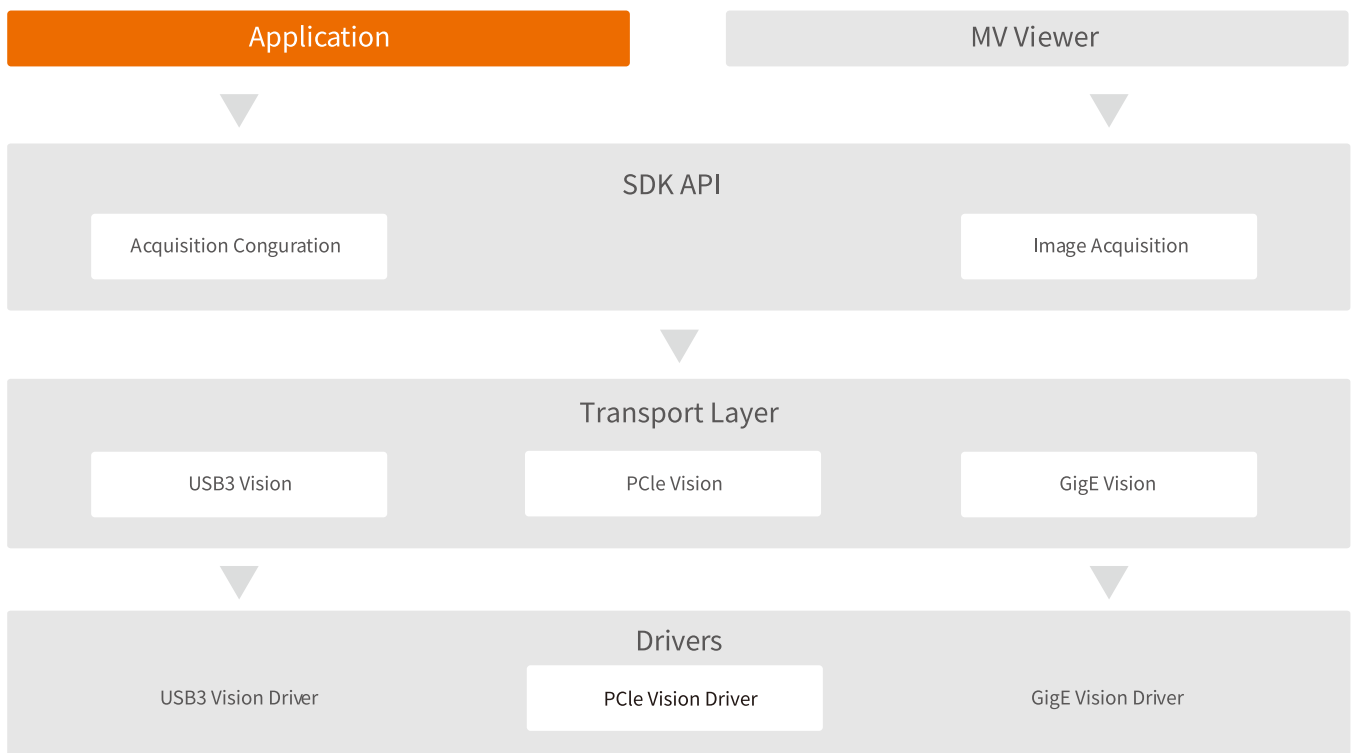 Application
MV Viewer
SDK API
Acquisition Conguration
Image Acquisition
Transport Layer
USB3 Vision
PCle Vision
GigE Vision
Drivers
USB3 Vision Driver
PCle Vision Driver
GigE Vision Driver